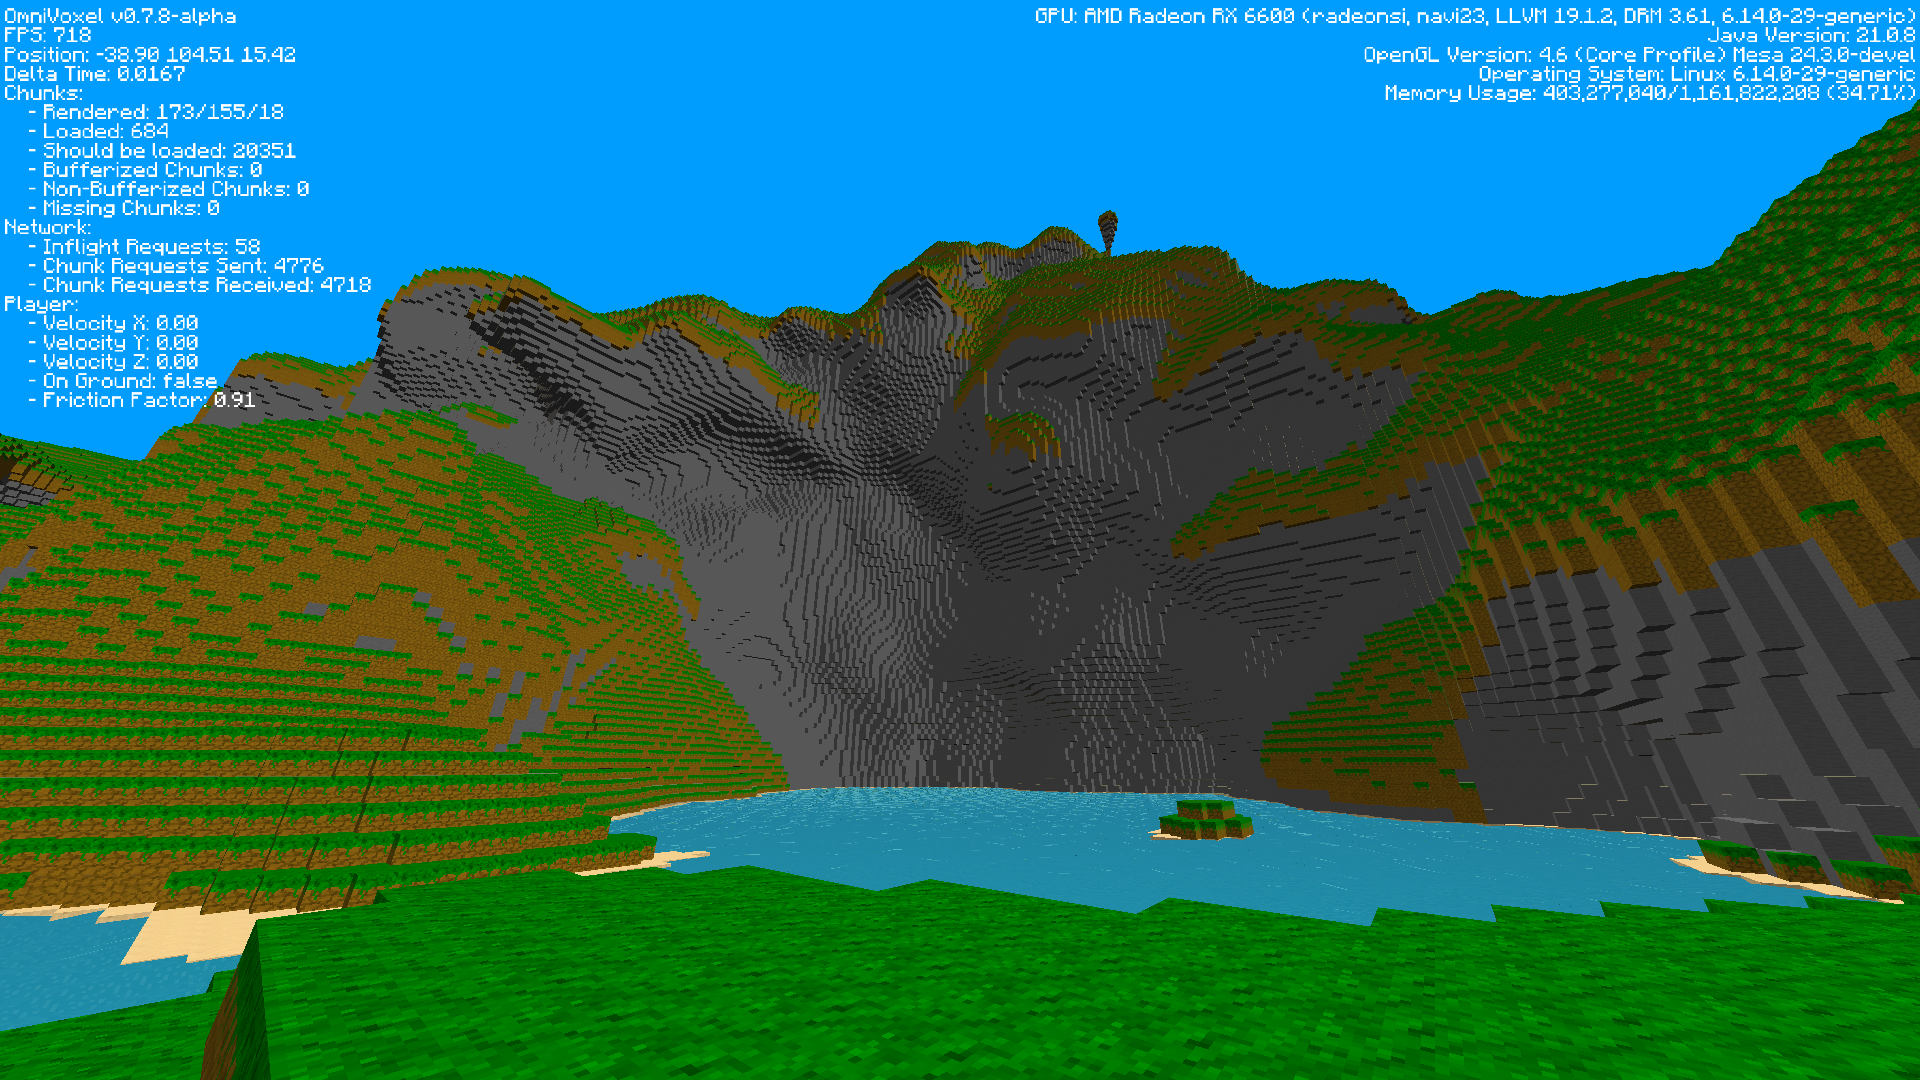 OmniVoxel v0.7.8-alpha
FPS: 718
Position: -38.90 104.51 15.42
Delta Time: 0.0167
Chunks:
- Rendered: 173/155/18
- Loaded: 684
- Should be loaded: 20351
- Bufferized Chunks: 0
- Non-Bufferized Chunks: 0
- Missing Chunks: 0
Network:
- Inflight Requests: 58
- Chunk Requests Sent: 4776
- Chunk Requests Received: 4718
Player:
- Velocity X: 0.00
- Velocity Y: 0.00
- Velocity Z: 0.00
- On Ground: false
- Friction Factor: 0.91
GPU: AMD Radeon RX 6600 (radeonsi, navi23, LLVM 19.1.2, DRM 3.61, 6.14.0-29-generic)
Java Version: 21.0.8
OpenGL Version: 4.6 (Core Profile) Mesa 24.3.0-devel
Operating System: Linux 6.14.0-29-generic
Memory Usage: 403,277,040/1,161,822,208 (34.71%)